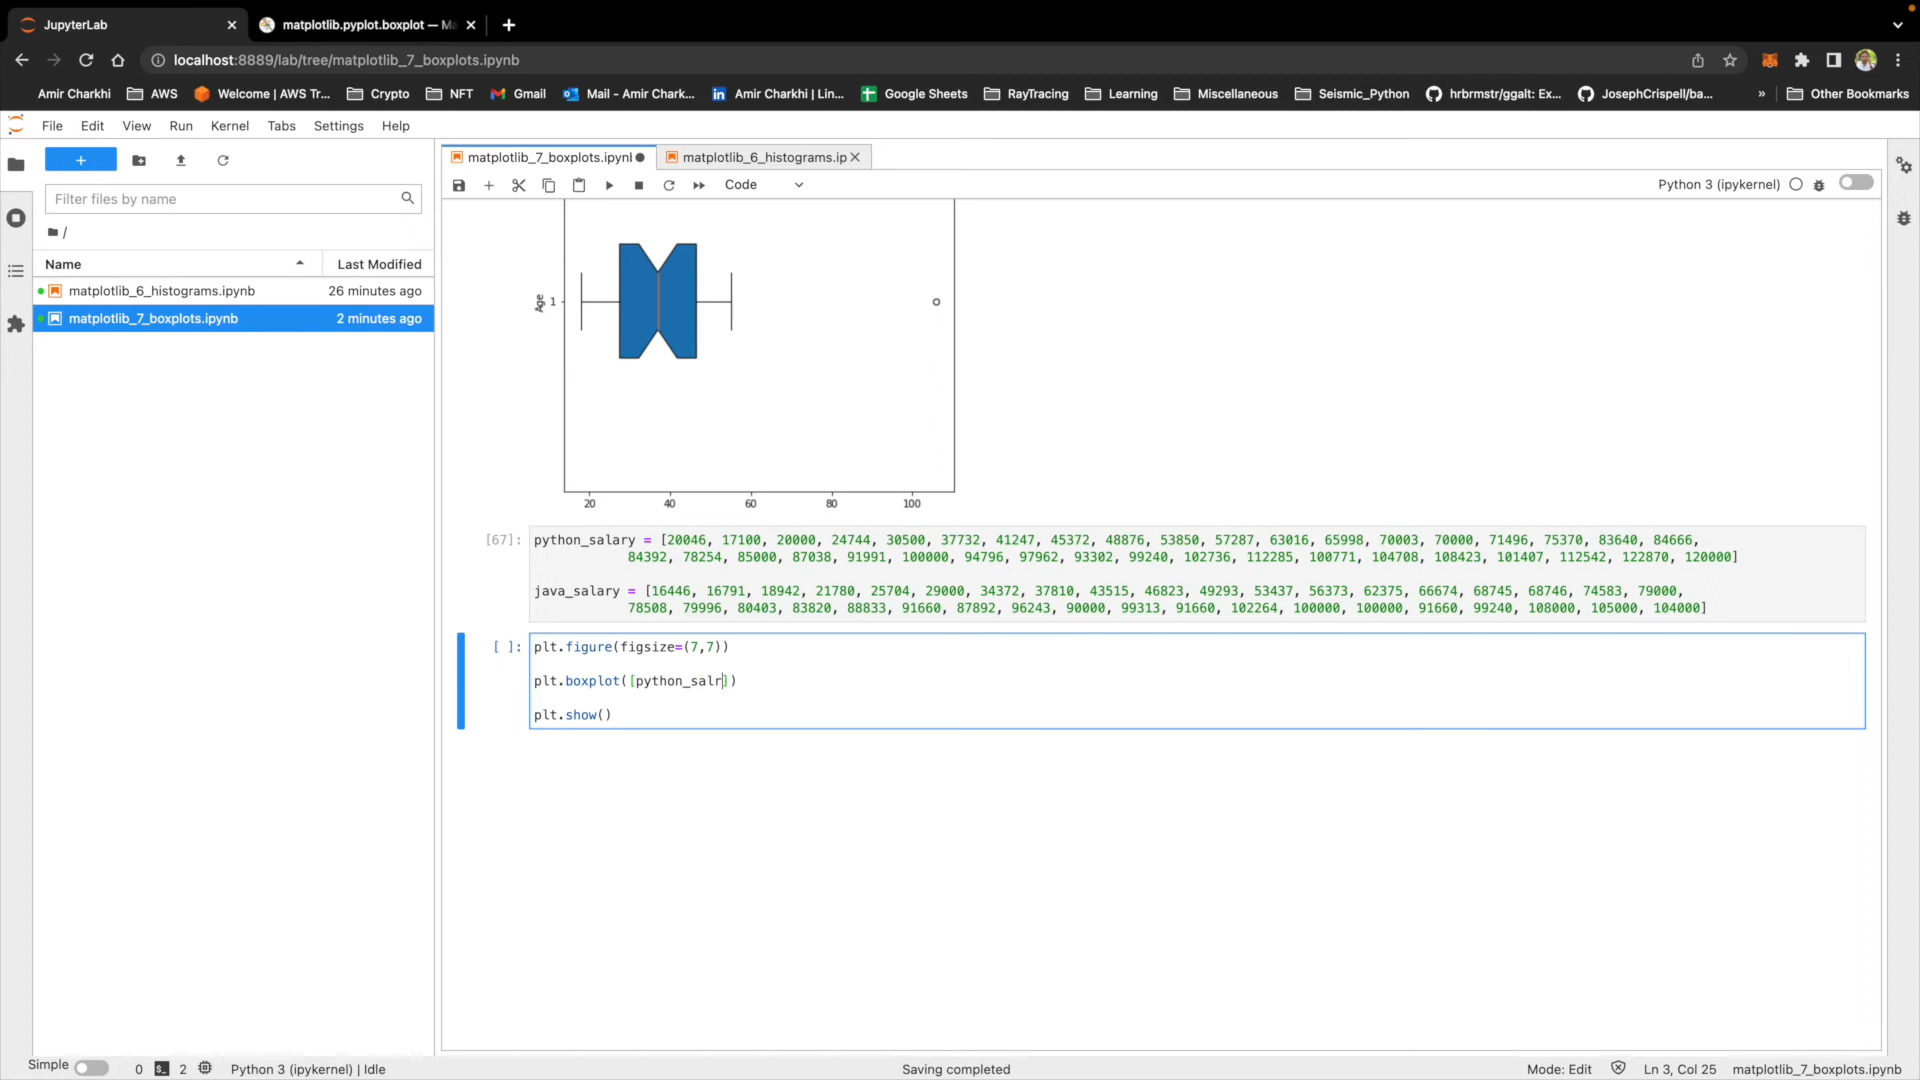 JupyterLab
matplotlib.pyplot.boxplot — Ma
localhost:8889/lab/tree/matplotlib_7_boxplots.ipynb
Amir Charkhi
AWS
Welcome | AWS Tr...
Crypto
NFT
Gmail
Mail - Amir Chark...
Amir Charkhi | Lin...
Google Sheets
RayTracing
Learning
Miscellaneous
Seismic_Python
hrbrmstr/ggalt: Ex...
JosephCrispell/ba...
»
Other Bookmarks
File Edit View Run Kernel Tabs Settings Help
Filter files by name
/
Name Last Modified
matplotlib_6_histograms.ipynb 26 minutes ago
matplotlib_7_boxplots.ipynb 2 minutes ago
matplotlib_7_boxplots.ipynl
matplotlib_6_histograms.ip
Code
Python 3 (ipykernel)
Age 1
20 40 60 80 100
[67]: python_salary = [20046, 17100, 20000, 24744, 30500, 37732, 41247, 45372, 48876, 53850, 57287, 63016, 65998, 70003, 70000, 71496, 75370, 83640, 84666,
84392, 78254, 85000, 87038, 91991, 100000, 94796, 97962, 93302, 99240, 102736, 112285, 100771, 104708, 108423, 101407, 112542, 122870, 120000]
java_salary = [16446, 16791, 18942, 21780, 25704, 29000, 34372, 37810, 43515, 46823, 49293, 53437, 56373, 62375, 66674, 68745, 68746, 74583, 79000,
78508, 79996, 80403, 83820, 88833, 91660, 87892, 96243, 90000, 99313, 91660, 102264, 100000, 100000, 91660, 99240, 108000, 105000, 104000]
[ ]: plt.figure(figsize=(7,7))
plt.boxplot([python_salr])
plt.show()
Simple
0
2
Python 3 (ipykernel) | Idle
Saving completed
Mode: Edit
Ln 3, Col 25
matplotlib_7_boxplots.ipynb